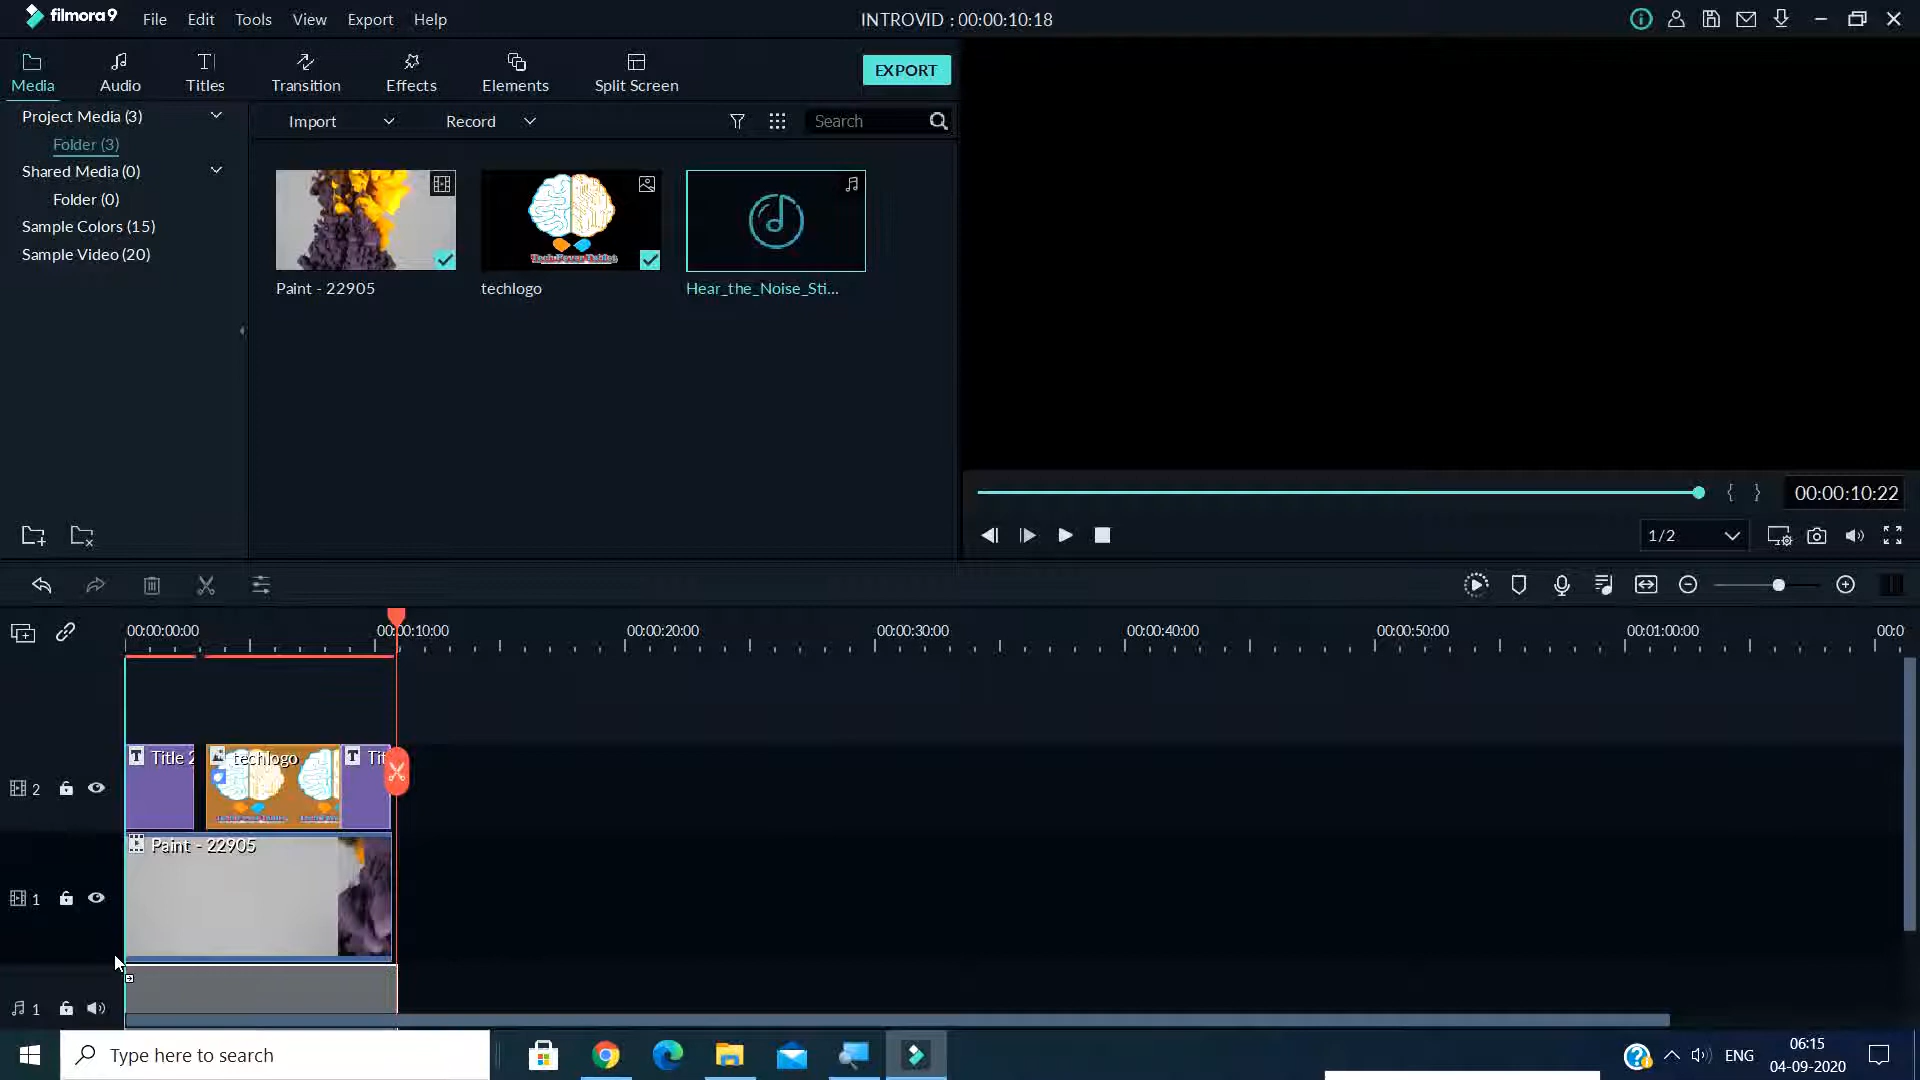 filmora9 File Edit Tools View Export Help INTROVID : 00:00:10:18
Media Audio Titles Transition Effects Elements Split Screen EXPORT
Project Media (3)
Folder (3)
Shared Media (0)
Folder (0)
Sample Colors (15)
Sample Video (20)
Import Record Search
Paint - 22905 techlogo Hear_the_Noise_Sti...
00:00:10:22
1/2
00:00:00:00 00:00:10:00 00:00:20:00 00:00:30:00 00:00:40:00 00:00:50:00 00:01:00:00 00:0
Title 2 techlogo Tit
2
Paint - 22905
1
1
Type here to search
ENG
06:15
04-09-2020